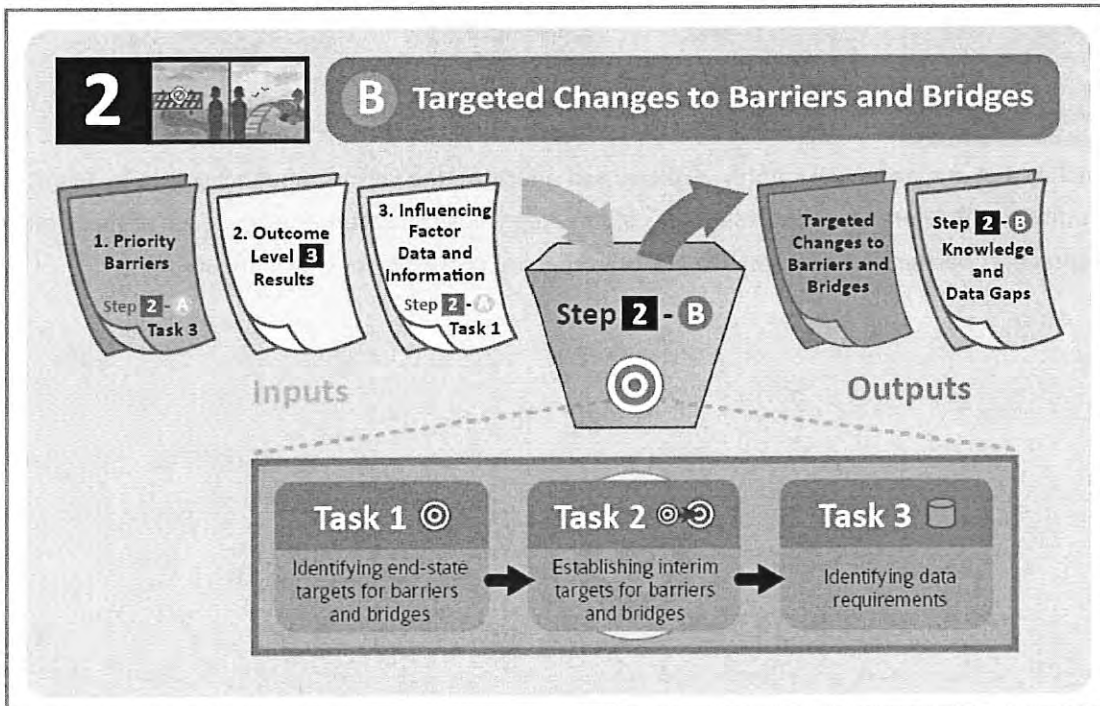 2
B Targeted Changes to Barriers and Bridges
1. Priority
Barriers
Step 2 - A
Task 3
2. Outcome
Level 3
Results
3. Influencing
Factor
Data and
Information
Step 2 - A
Task 1
Inputs
Step 2 - B
Targeted
Changes to
Barriers and
Bridges
Step 2 - B
Knowledge
and
Data Gaps
Outputs
Task 1
Identifying end-state
targets for barriers
and bridges
Task 2
Establishing interim
targets for barriers
and bridges
Task 3
Identifying data
requirements